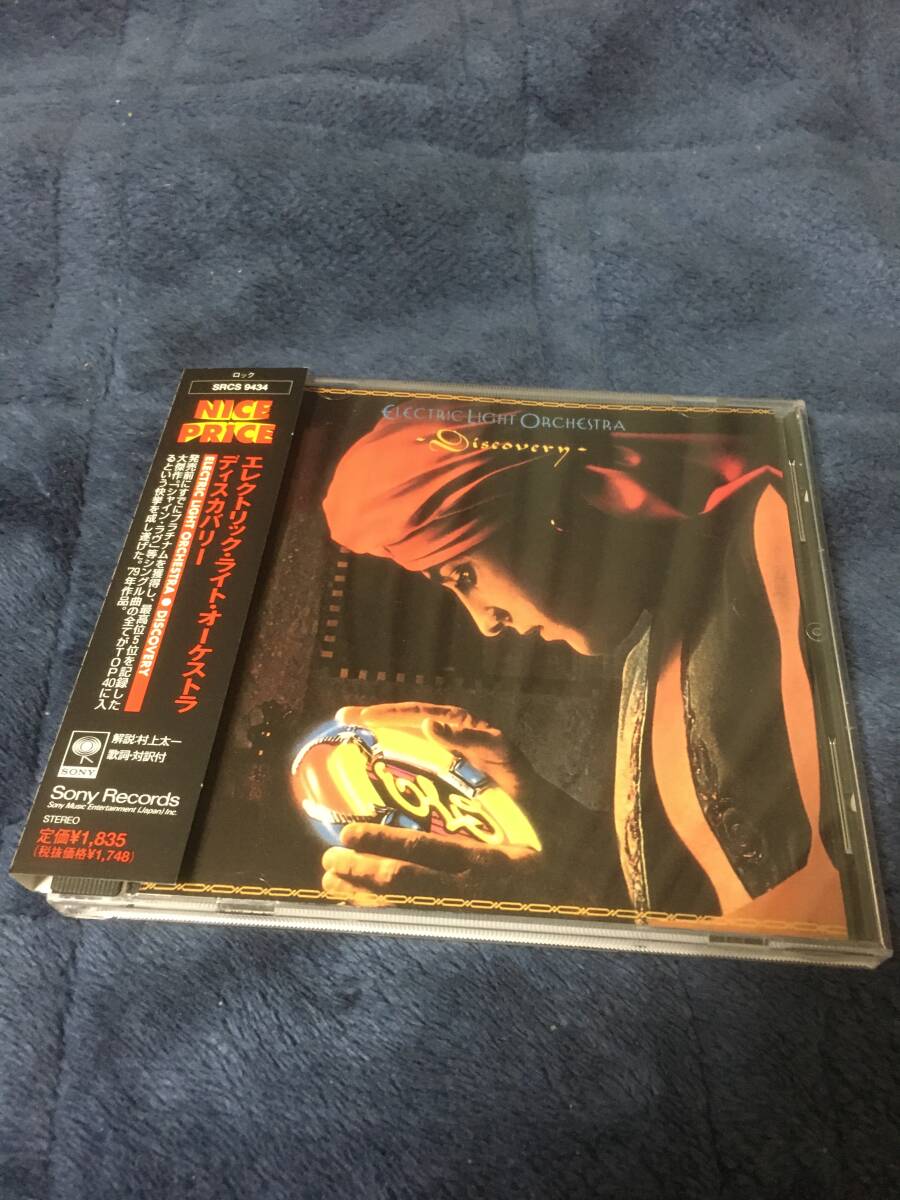 ロック
SRCS 9434
NICE
PRICE
エレクトリック・ライト・オーケストラ
ディスカバリー
ELECTRIC LIGHT ORCHESTRA ● DISCOVERY
発売前にすでにプラチナムを獲得し、最高位5位を記録した
大傑作!「シャイン・ラヴ」等シングル曲の全てがTOP40に入
るという快挙を成し遂げた。'79年作品。
SONY
解説:村上太一
歌詞・対訳付
Sony Records
Sony Music Entertainment (Japan) Inc.
STEREO
定価¥1,835
(税抜価格¥1,748)
ELECTRIC LIGHT ORCHESTRA
-Discovery-